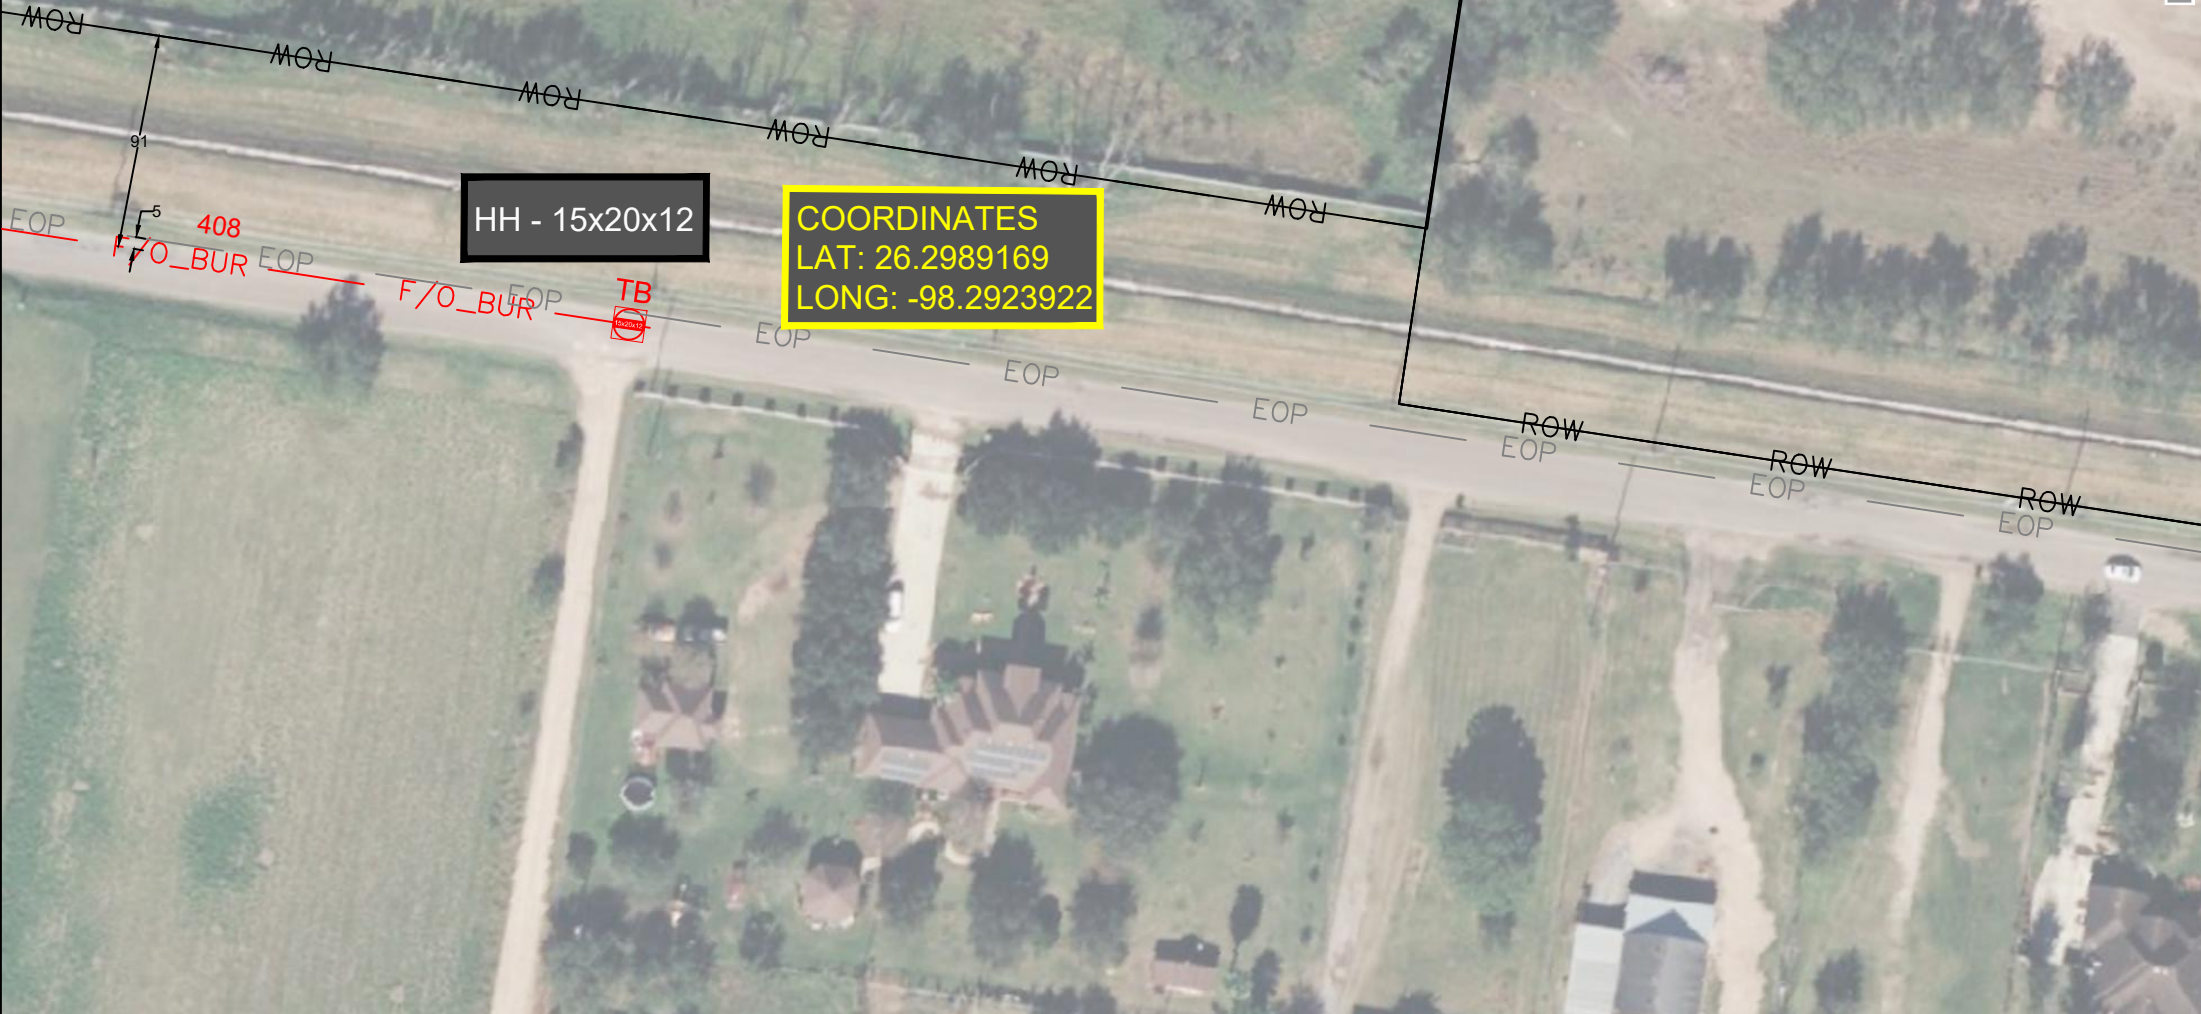 ROW
ROW
ROW
ROW
ROW
ROW
91
5
408
EOP
F/O_BUR
EOP
F/O_BUR
EOP
HH - 15x20x12
TB
15x20x12
COORDINATES
LAT: 26.2989169
LONG: -98.2923922
EOP
EOP
EOP
ROW
EOP
ROW
EOP
ROW
EOP